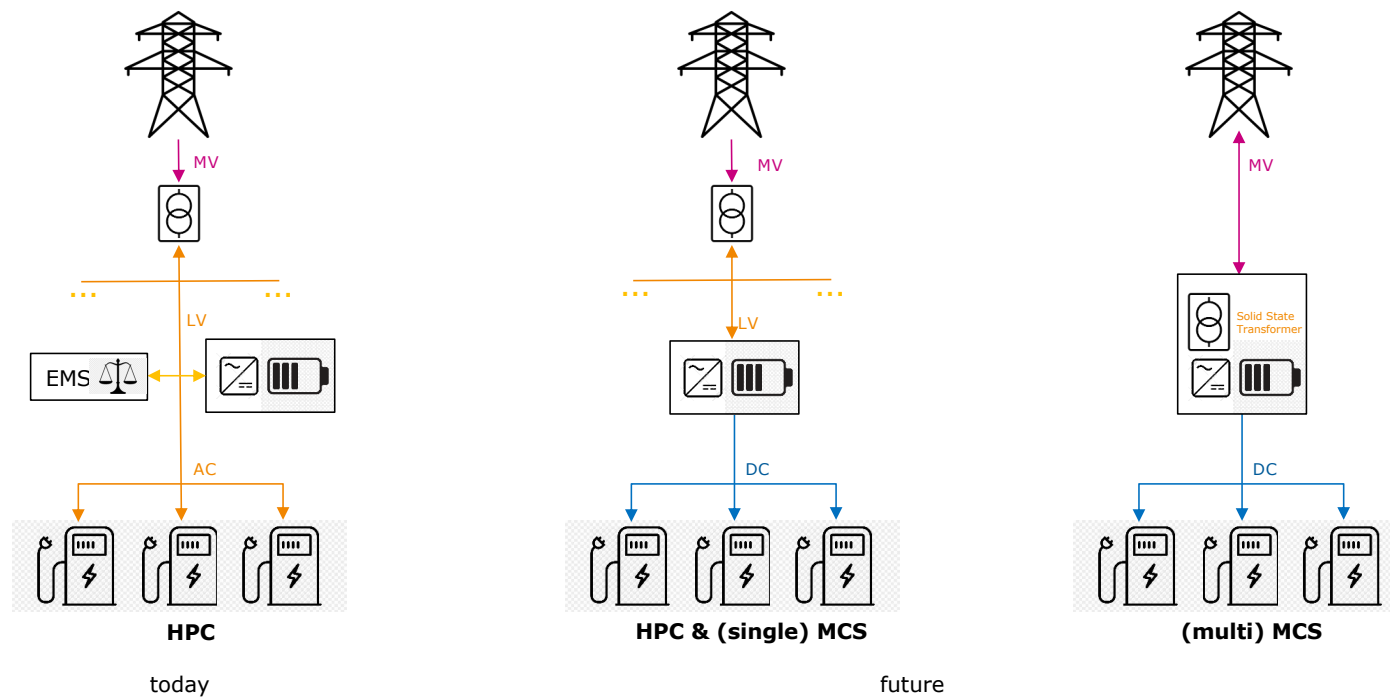 MV
MV
MV
LV
LV
Solid State
Transformer
EMS
AC
DC
DC
HPC
HPC & (single) MCS
(multi) MCS
today
future